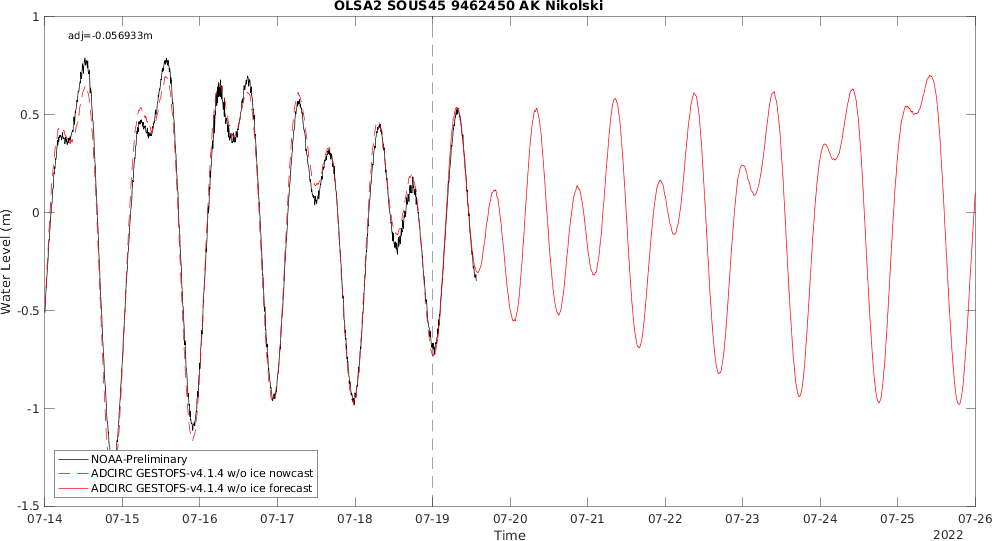 OLSA2 SOUS45 9462450 AK Nikolski
adj=-0.056933m
1
0.5
0
-0.5
-1
-1.5
Water Level (m)
NOAA-Preliminary
ADCIRC GESTOFS-v4.1.4 w/o ice nowcast
ADCIRC GESTOFS-v4.1.4 w/o ice forecast
07-14 07-15 07-16 07-17 07-18 07-19 07-20 07-21 07-22 07-23 07-24 07-25 07-26
Time
2022